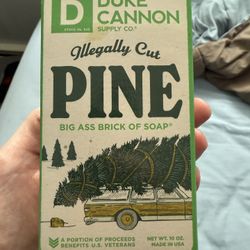 D
DUKE
CANNON
SUPPLY CO.®
Illegally Cut
PINE
BIG ASS BRICK OF SOAP®
A PORTION OF PROCEEDS
BENEFITS U.S. VETERANS
NET WT. 10 OZ.
MADE IN USA